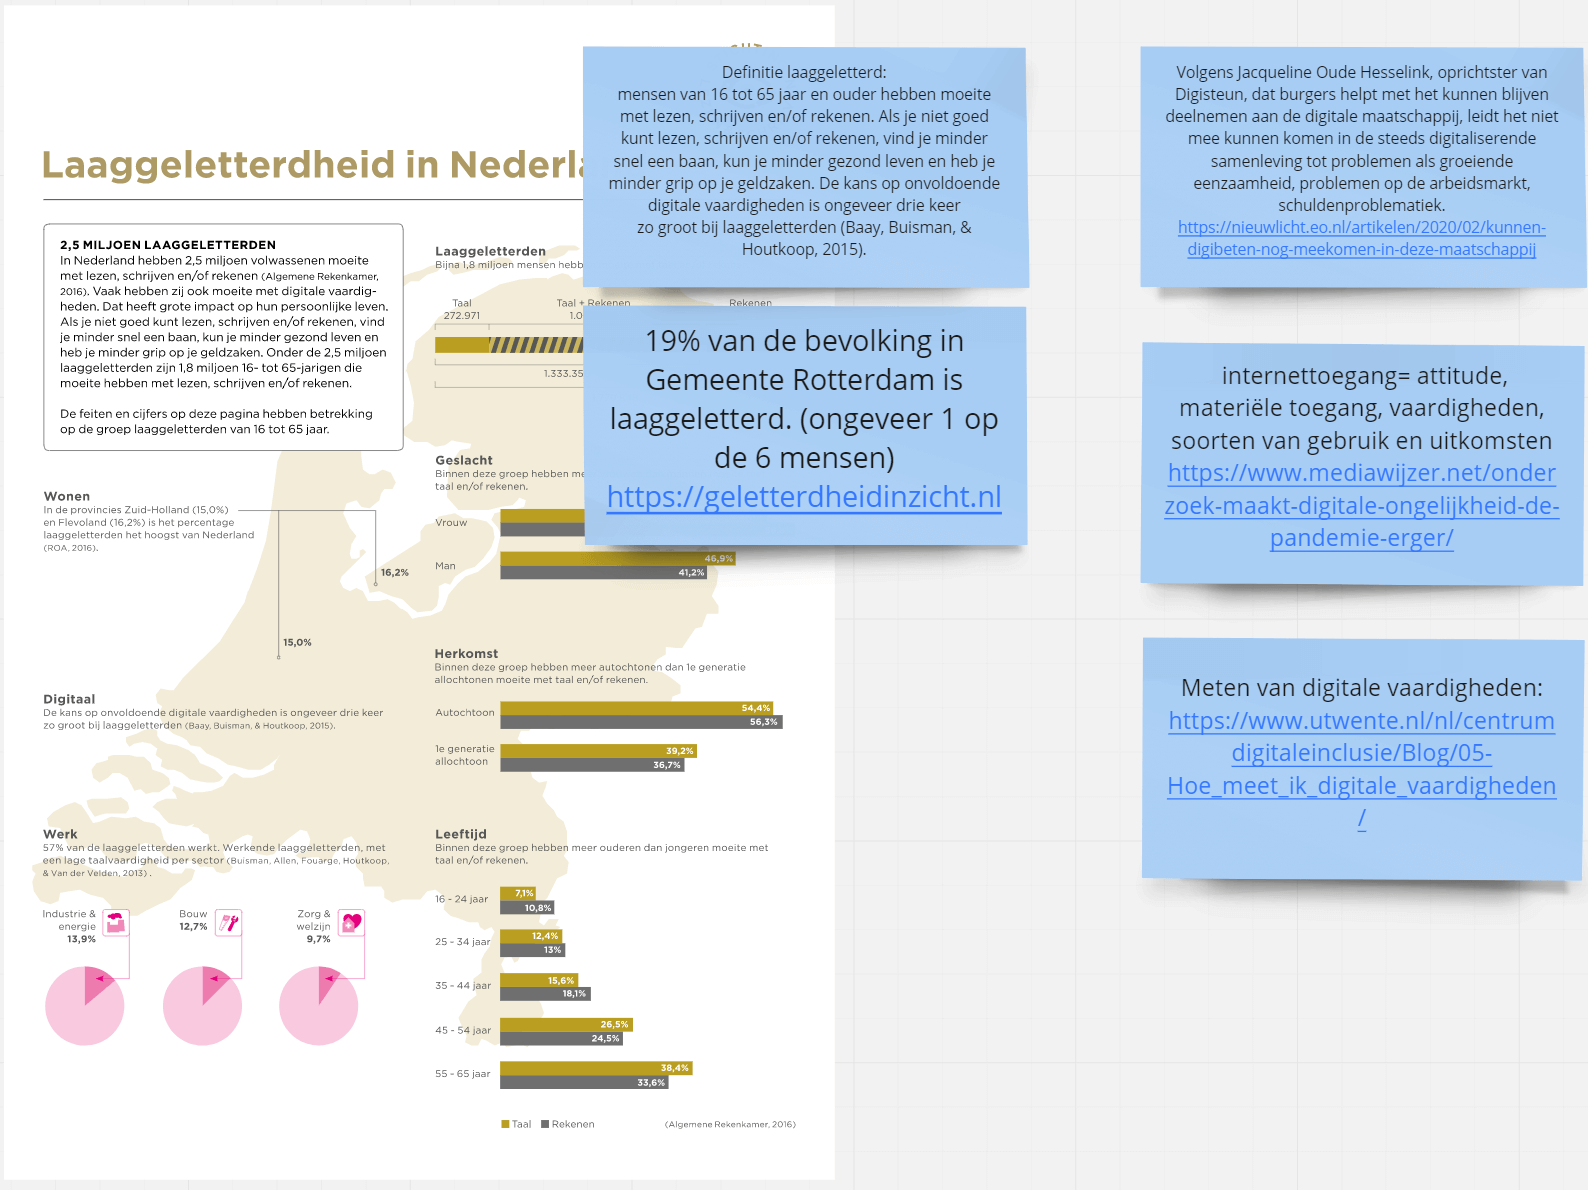 Laaggeletterdheid in Nederla
2,5 MILJOEN LAAGGELETTERDEN
In Nederland hebben 2,5 miljoen volwassenen moeite
met lezen, schrijven en/of rekenen (Algemene Rekenkamer,
2016). Vaak hebben zij ook moeite met digitale vaardig-
heden. Dat heeft grote impact op hun persoonlijke leven.
Als je niet goed kunt lezen, schrijven en/of rekenen, vind
je minder snel een baan, kun je minder gezond leven en
heb je minder grip op je geldzaken. Onder de 2,5 miljoen
laaggeletterden zijn 1,8 miljoen 16- tot 65-jarigen die
moeite hebben met lezen, schrijven en/of rekenen.
De feiten en cijfers op deze pagina hebben betrekking
op de groep laaggeletterden van 16 tot 65 jaar.
Wonen
In de provincies Zuid-Holland (15,0%)
en Flevoland (16,2%) is het percentage
laaggeletterden het hoogst van Nederland
(ROA, 2016).
16,2%
15,0%
Digitaal
De kans op onvoldoende digitale vaardigheden is ongeveer drie keer
zo groot bij laaggeletterden (Baay, Buisman, & Houtkoop, 2015).
Werk
57% van de laaggeletterden werkt. Werkende laaggeletterden, met
een lage taalvaardigheid per sector (Buisman, Allen, Fouarge, Houtkoop,
& Van der Velden, 2013) .
Industrie &
energie
13,9%
Bouw
12,7%
Zorg &
welzijn
9,7%
Laaggeletterden
Bijna 1,8 miljoen mensen hebb
Taal
272.971
Taal + Rekenen
1.0
Rekenen
1.333.35
Geslacht
Binnen deze groep hebben me
taal en/of rekenen.
Vrouw
Man
46,9%
41,2%
Herkomst
Binnen deze groep hebben meer autochtonen dan 1e generatie
allochtonen moeite met taal en/of rekenen.
Autochtoon
54,4%
56,3%
1e generatie
allochtoon
39,2%
36,7%
Leeftijd
Binnen deze groep hebben meer ouderen dan jongeren moeite met
taal en/of rekenen.
16 - 24 jaar
7,1%
10,8%
25 - 34 jaar
12,4%
13%
35 - 44 jaar
15,6%
18,1%
45 - 54 jaar
26,5%
24,5%
55 - 65 jaar
38,4%
33,6%
Taal
Rekenen
(Algemene Rekenkamer, 2016)
Definitie laaggeletterd:
mensen van 16 tot 65 jaar en ouder hebben moeite
met lezen, schrijven en/of rekenen. Als je niet goed
kunt lezen, schrijven en/of rekenen, vind je minder
snel een baan, kun je minder gezond leven en heb je
minder grip op je geldzaken. De kans op onvoldoende
digitale vaardigheden is ongeveer drie keer
zo groot bij laaggeletterden (Baay, Buisman, &
Houtkoop, 2015).
19% van de bevolking in
Gemeente Rotterdam is
laaggeletterd. (ongeveer 1 op
de 6 mensen)
https://geletterdheidinzicht.nl
Volgens Jacqueline Oude Hesselink, oprichtster van
Digisteun, dat burgers helpt met het kunnen blijven
deelnemen aan de digitale maatschappij, leidt het niet
mee kunnen komen in de steeds digitaliserende
samenleving tot problemen als groeiende
eenzaamheid, problemen op de arbeidsmarkt,
schuldenproblematiek.
https://nieuwlicht.eo.nl/artikelen/2020/02/kunnen-
digibeten-nog-meekomen-in-deze-maatschappij
internettoegang= attitude,
materiële toegang, vaardigheden,
soorten van gebruik en uitkomsten
https://www.mediawijzer.net/onder
zoek-maakt-digitale-ongelijkheid-de-
pandemie-erger/
Meten van digitale vaardigheden:
https://www.utwente.nl/nl/centrum
digitaleinclusie/Blog/05-
Hoe_meet_ik_digitale_vaardigheden
/